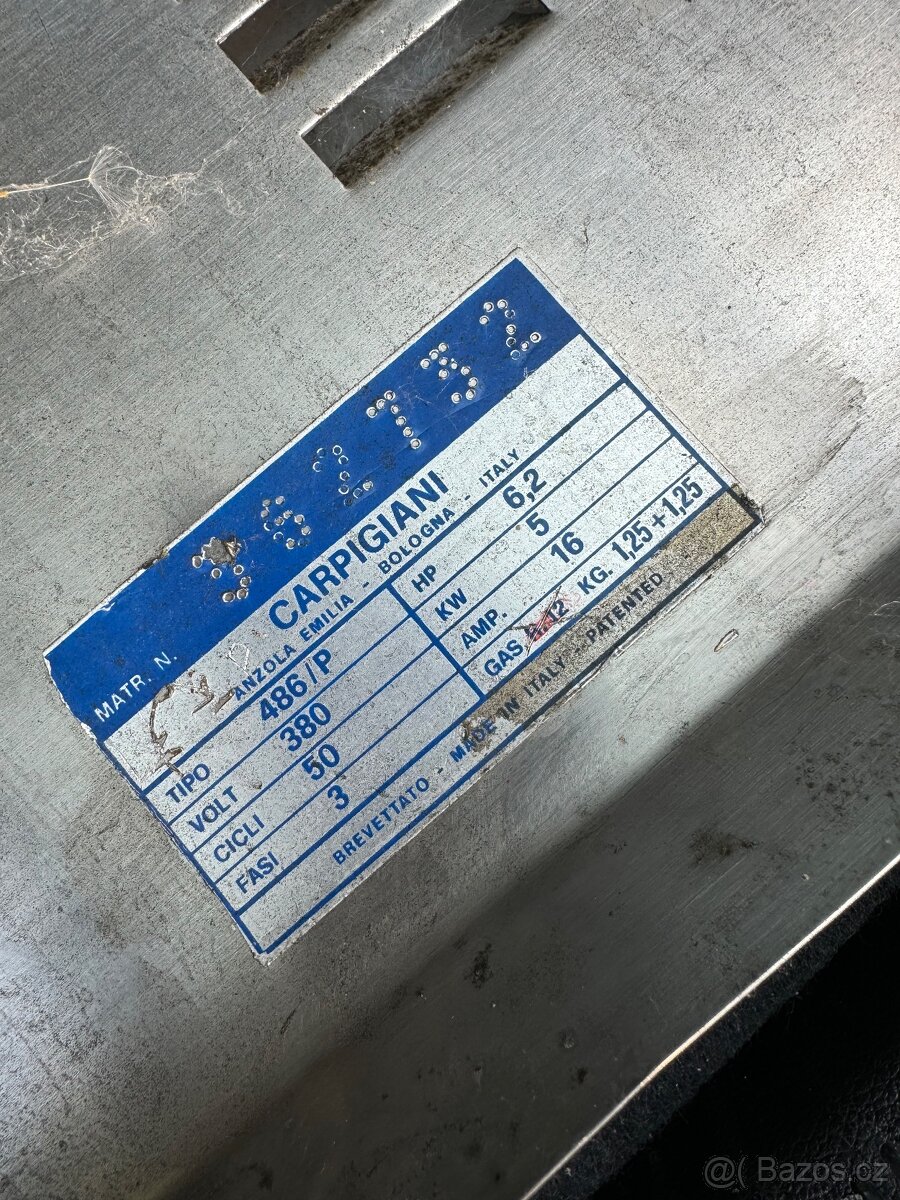 MATR. N.
CARPIGIANI
ANZOLA EMILIA - BOLOGNA - ITALY
TIPO 486/P HP 6,2
VOLT 380 KW 5
CICLI 50 AMP. 16
FASI 3 GAS R.12 KG. 1,25+1,25
BREVETTATO - MADE IN ITALY - PATENTED
@( Bazos.cz